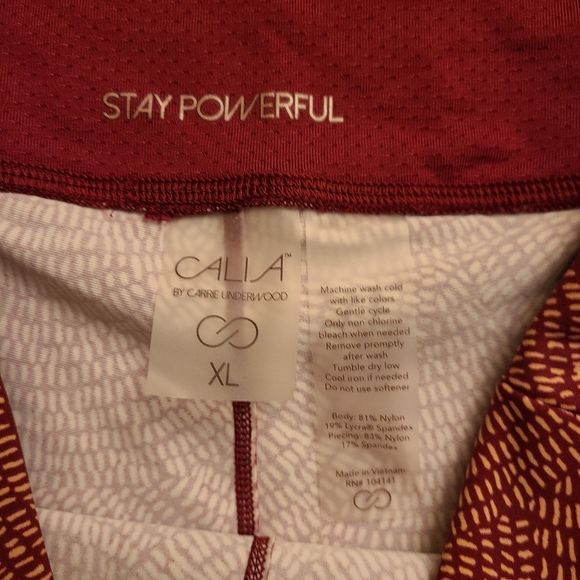 STAY POWERFUL
CALIA™
BY CARRIE UNDERWOOD
XL
Machine wash cold
with like colors
Gentle cycle
Only non chlorine
bleach when needed
Remove promptly
after wash
Tumble dry low
Cool iron if needed
Do not use softener
Body: 81% Nylon
19% Lycra® Spandex
Piecing: 83% Nylon
17% Spandex
Made in Vietnam
RN# 104141